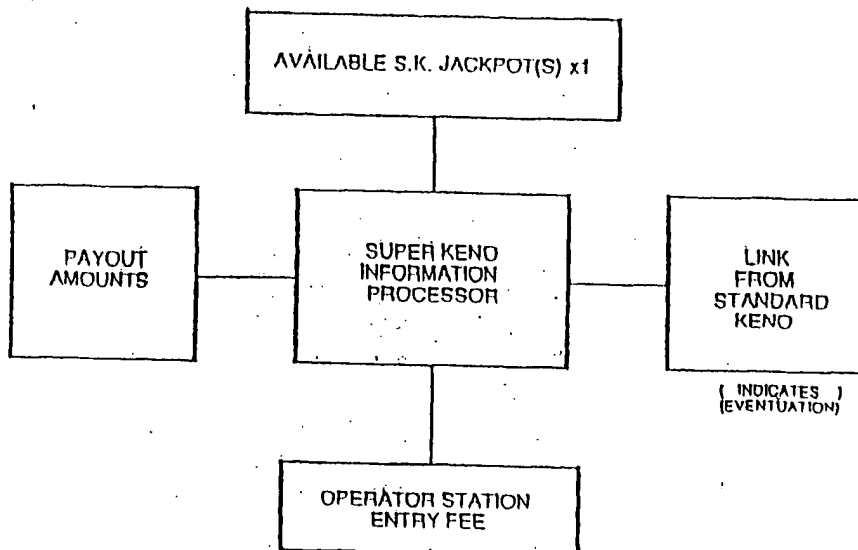 AVAILABLE S.K. JACKPOT(S) x1
PAYOUT
AMOUNTS
SUPER KENO
INFORMATION
PROCESSOR
LINK
FROM
STANDARD
KENO
( INDICATES )
(EVENTUATION)
OPERATOR STATION
ENTRY FEE